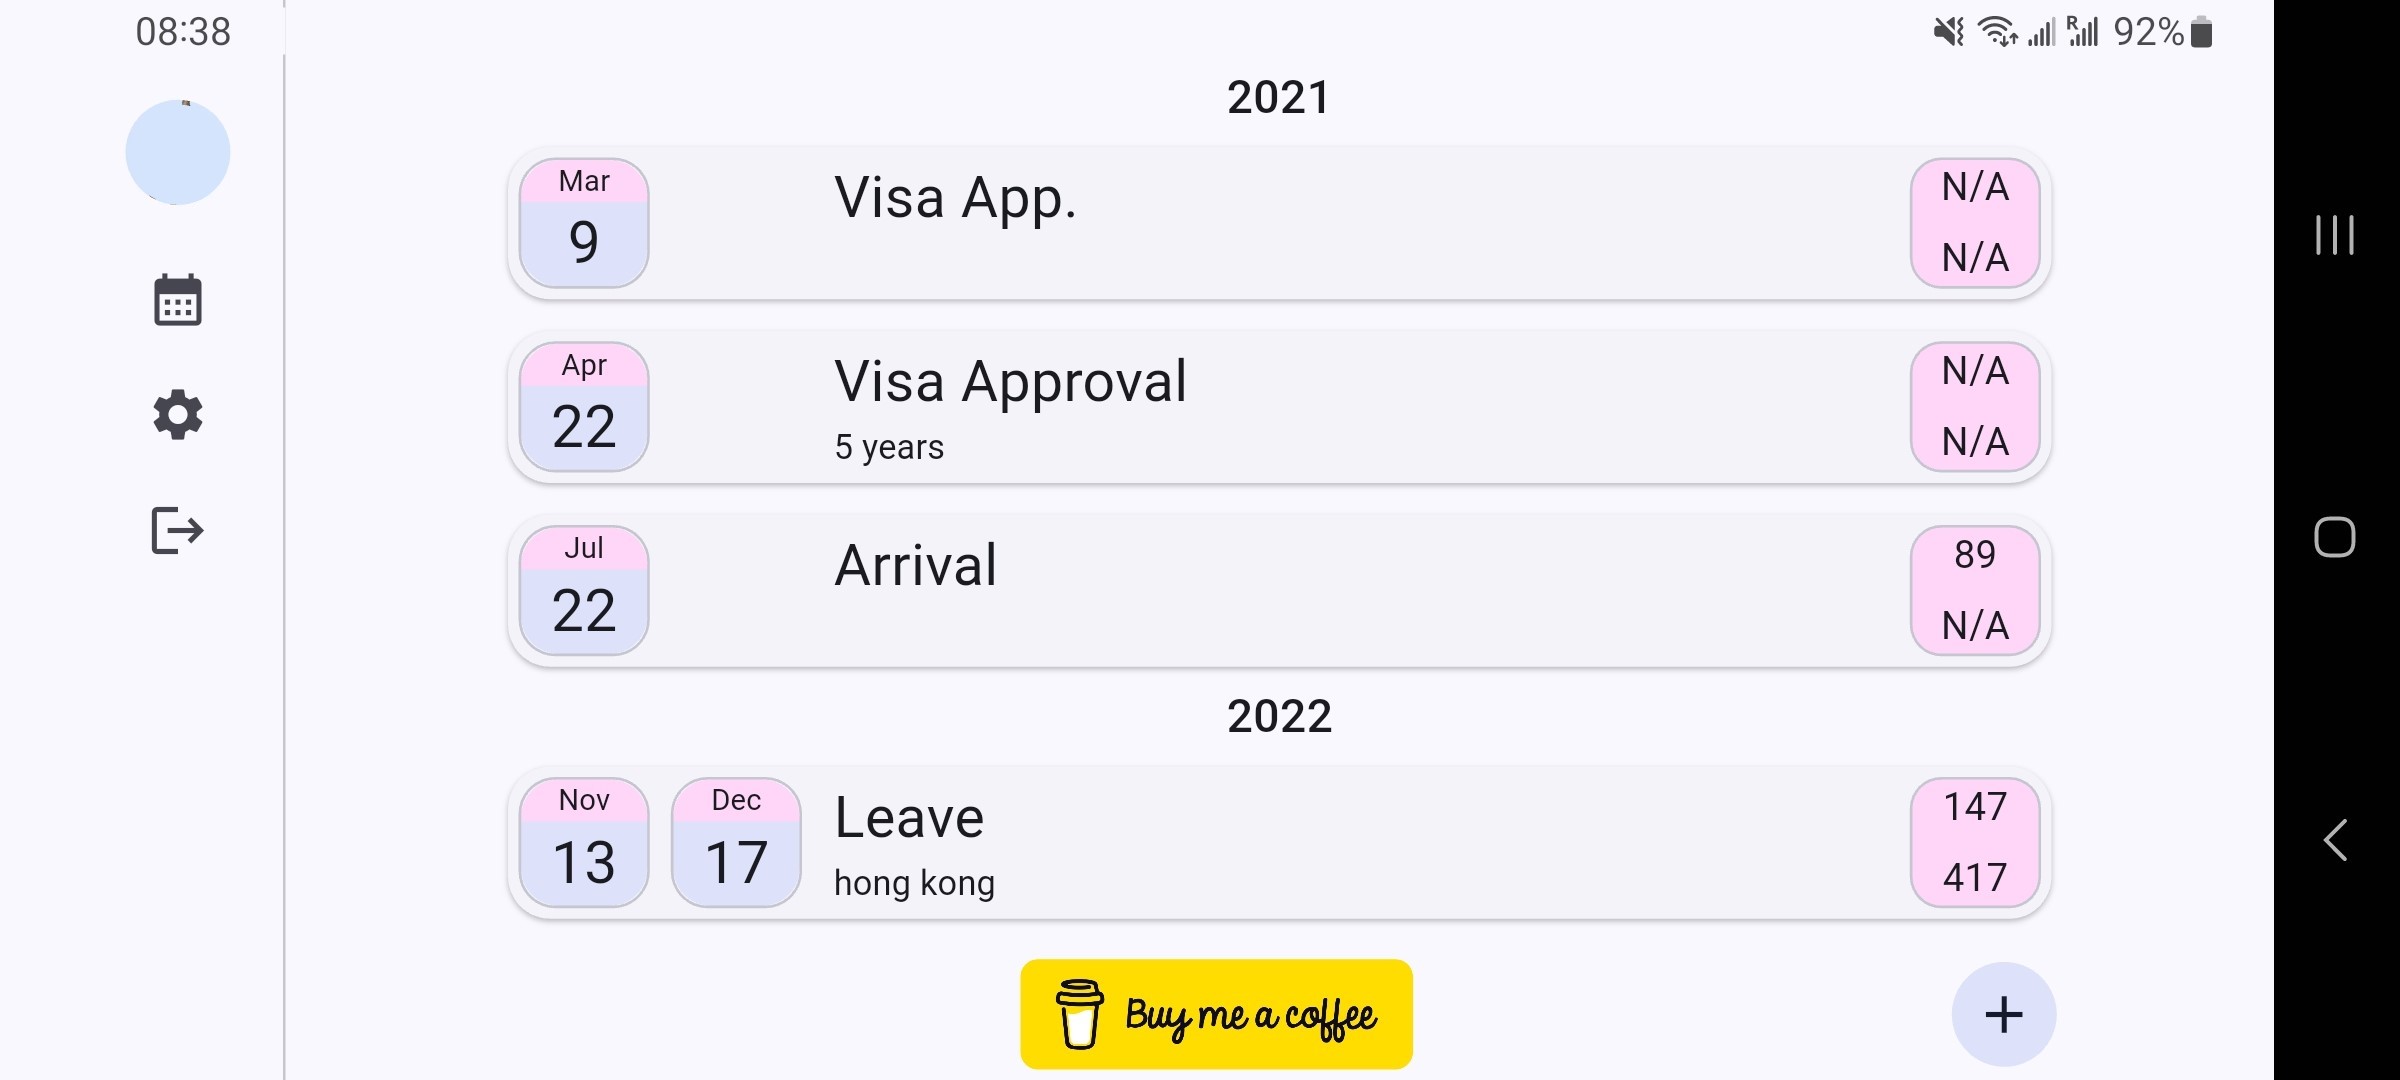 08:38
R 92%
2021
Mar
9
Visa App.
N/A
N/A
Apr
22
Visa Approval
5 years
N/A
N/A
Jul
22
Arrival
89
N/A
2022
Nov
13
Dec
17
Leave
hong kong
147
417
Buy me a coffee